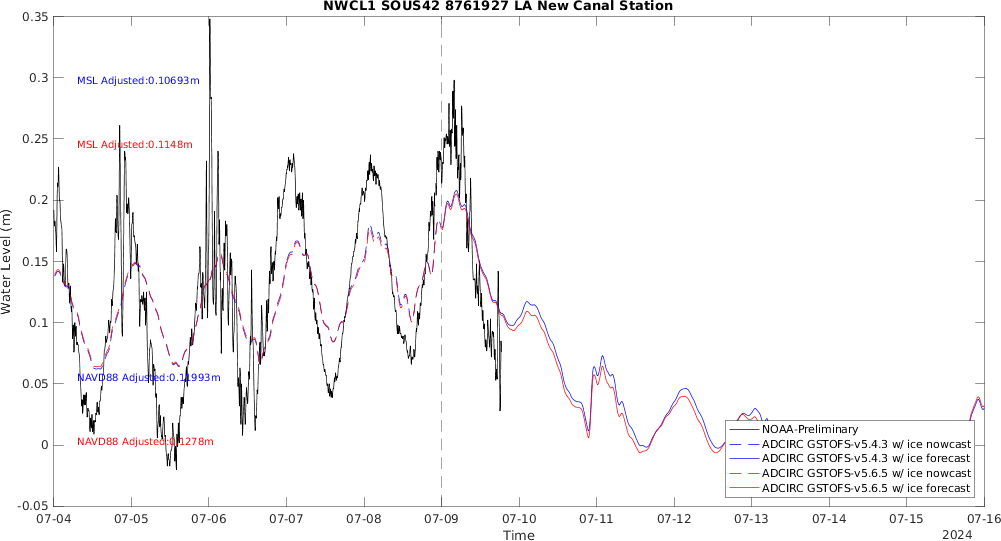 NWCL1 SOUS42 8761927 LA New Canal Station
Water Level (m)
0.35
0.3
0.25
0.2
0.15
0.1
0.05
0
-0.05
MSL Adjusted:0.10693m
MSL Adjusted:0.1148m
NAVD88 Adjusted:0.11993m
NAVD88 Adjusted:0.1278m
NOAA-Preliminary
ADCIRC GSTOFS-v5.4.3 w/ ice nowcast
ADCIRC GSTOFS-v5.4.3 w/ ice forecast
ADCIRC GSTOFS-v5.6.5 w/ ice nowcast
ADCIRC GSTOFS-v5.6.5 w/ ice forecast
07-04 07-05 07-06 07-07 07-08 07-09 07-10 07-11 07-12 07-13 07-14 07-15 07-16
Time
2024